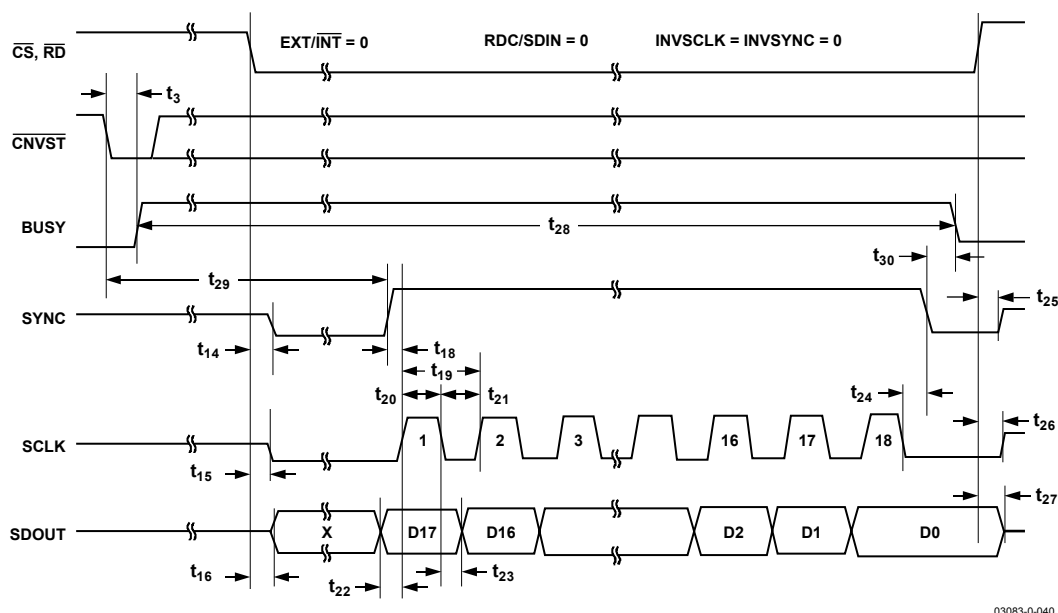 EXT/INT = 0 RDC/SDIN = 0 INVSCLK = INVSYNC = 0
CS, RD
t3
CNVST
BUSY
t28
t30
t29
t25
SYNC
t14
t18
t19
t20
t21
t24
t26
SCLK
1 2 3 16 17 18
t15
t27
SDOUT
X D17 D16 D2 D1 D0
t16
t22
t23
03083-0-040